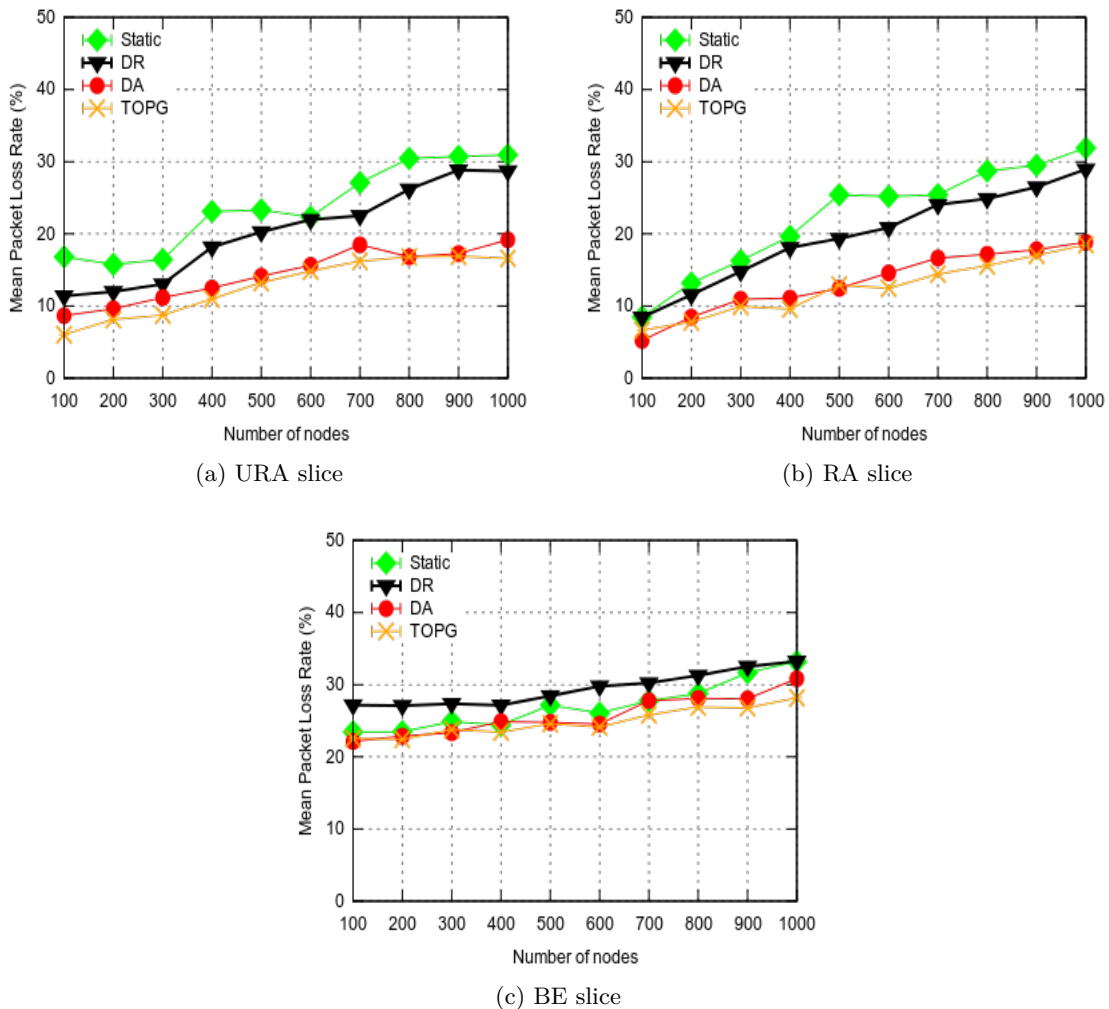 Mean Packet Loss Rate (%)
50
40
30
20
10
0
Static
DR
DA
TOPG
100 200 300 400 500 600 700 800 900 1000
Number of nodes
(a) URA slice
Mean Packet Loss Rate (%)
50
40
30
20
10
0
Static
DR
DA
TOPG
100 200 300 400 500 600 700 800 900 1000
Number of nodes
(b) RA slice
Mean Packet Loss Rate (%)
50
40
30
20
10
0
Static
DR
DA
TOPG
100 200 300 400 500 600 700 800 900 1000
Number of nodes
(c) BE slice